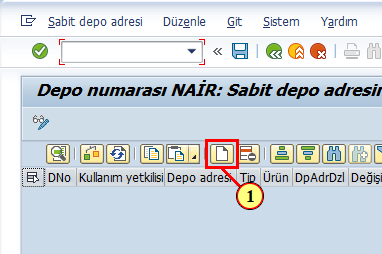 Sabit depo adresi Düzenle Git Sistem Yardım
Depo numarası NAİR: Sabit depo adresin
1
DNo Kullanım yetkilisi Depo adresi Tip Ürün DpAdrDzl Değişi